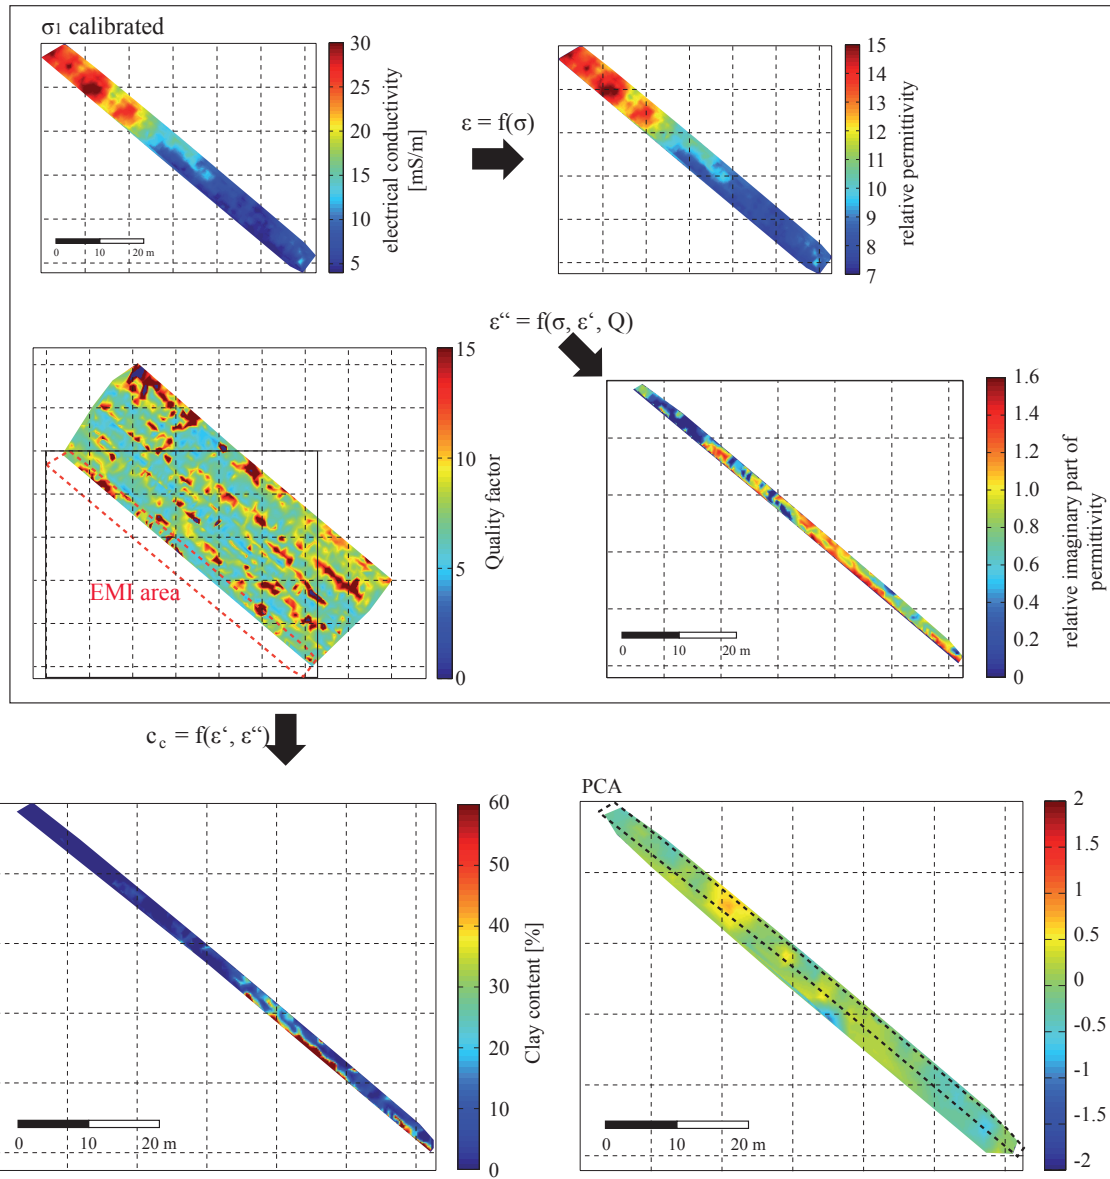 σ1 calibrated
30
25
20
15
10
5
electrical conductivity
[mS/m]
0 10 20 m
ε = f(σ)
15
14
13
12
11
10
9
8
7
relative permittivity
ε“ = f(σ, ε‘, Q)
15
10
5
0
Quality factor
EMI area
1.6
1.4
1.2
1.0
0.8
0.6
0.4
0.2
0
relative imaginary part of
permittivity
0 10 20 m
c c = f(ε‘, ε“)
60
50
40
30
20
10
0
Clay content [%]
0 10 20 m
PCA
2
1.5
1
0.5
0
-0.5
-1
-1.5
-2
0 10 20 m